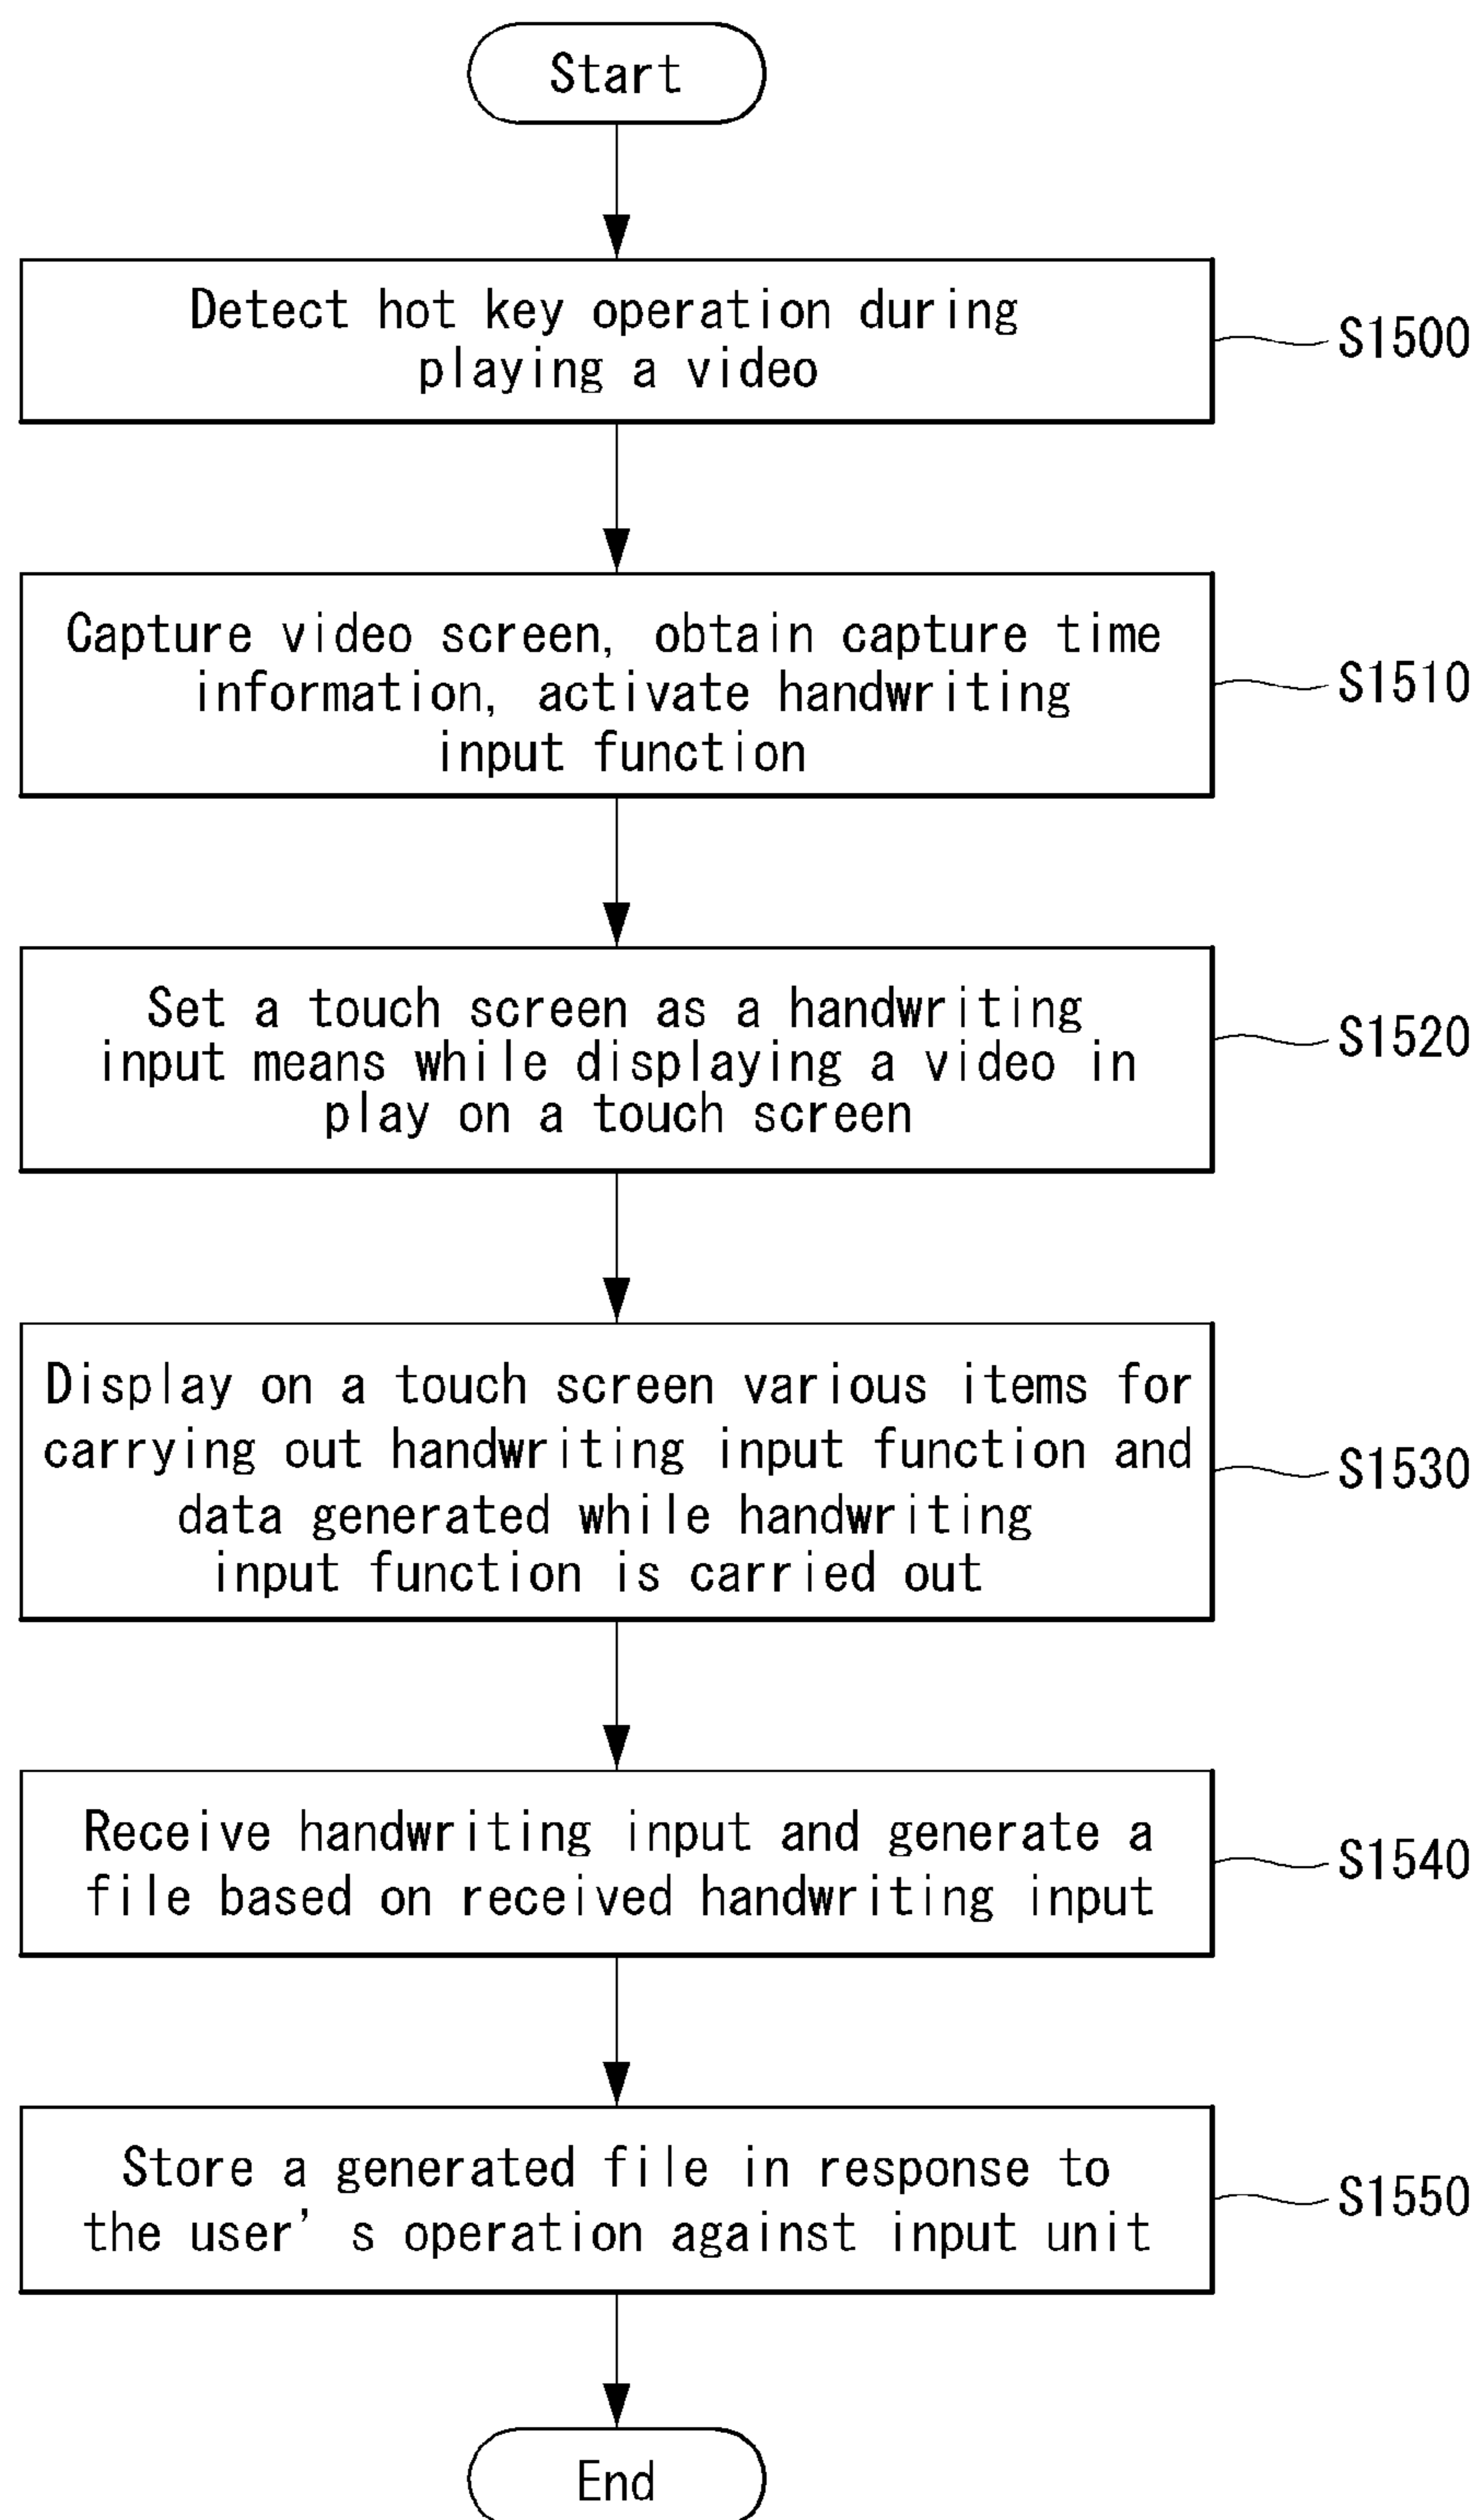 Start
Detect hot key operation during
playing a video
S1500
Capture video screen, obtain capture time
information, activate handwriting
input function
S1510
Set a touch screen as a handwriting
input means while displaying a video in
play on a touch screen
S1520
Display on a touch screen various items for
carrying out handwriting input function and
data generated while handwriting
input function is carried out
S1530
Receive handwriting input and generate a
file based on received handwriting input
S1540
Store a generated file in response to
the user's operation against input unit
S1550
End